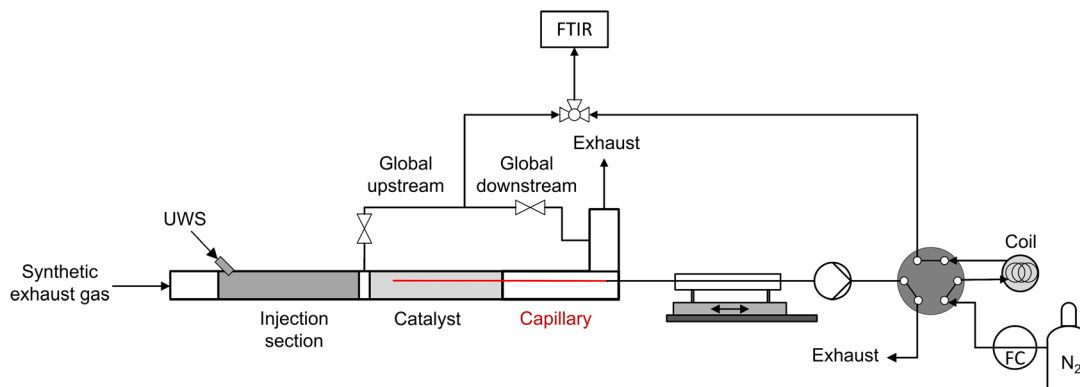 FTIR
Exhaust
Global
upstream
Global
downstream
UWS
Synthetic
exhaust gas
Injection
section
Catalyst
Capillary
Coil
Exhaust
FC
N₂